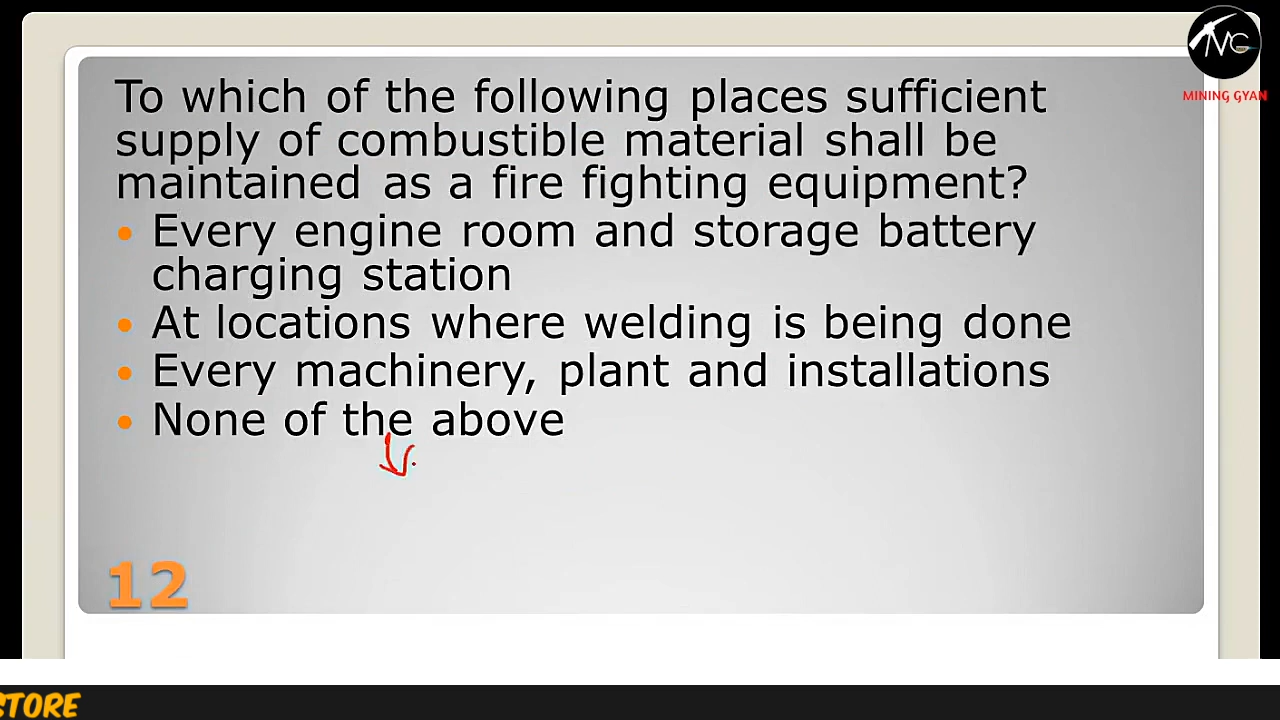 MC
MINING GYAN
To which of the following places sufficient
supply of combustible material shall be
maintained as a fire fighting equipment?
• Every engine room and storage battery
charging station
• At locations where welding is being done
• Every machinery, plant and installations
• None of the above
12
STORE